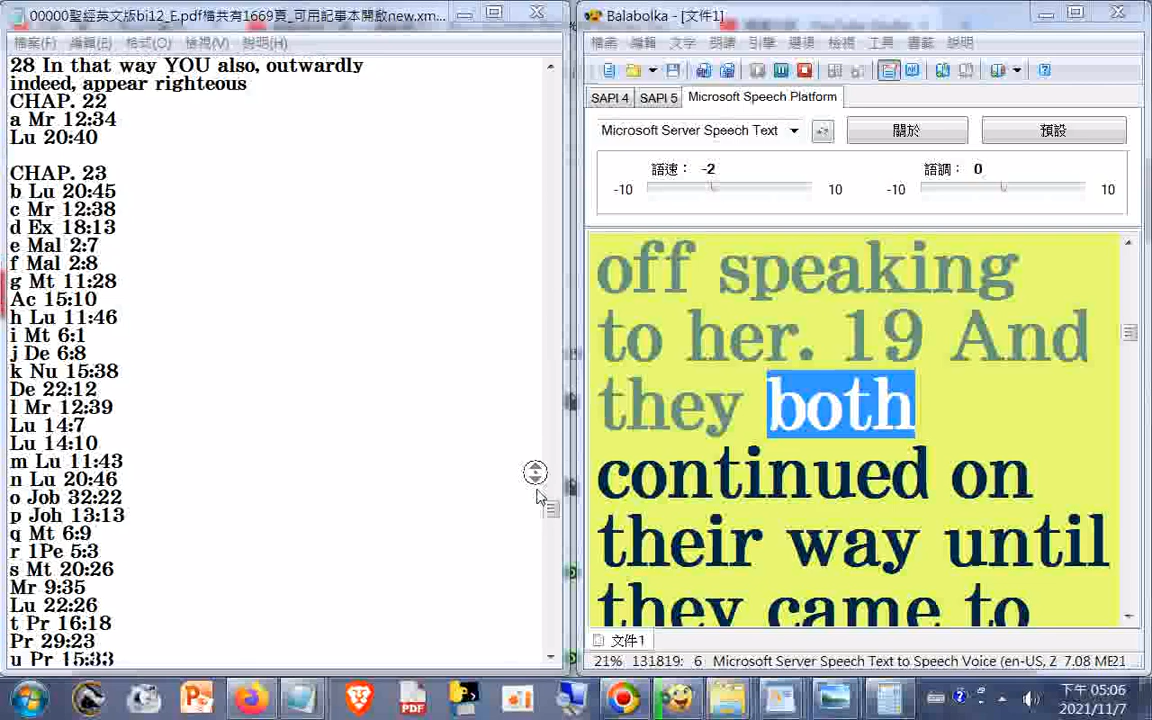 00000聖經英文版bi12_E.pdf檔共有1669頁_可用記事本開啟new.xm...
檔案(F) 編輯(E) 格式(O) 檢視(V) 說明(H)
28 In that way YOU also, outwardly
indeed, appear righteous
CHAP. 22
a Mr 12:34
Lu 20:40
CHAP. 23
b Lu 20:45
c Mr 12:38
d Ex 18:13
e Mal 2:7
f Mal 2:8
g Mt 11:28
Ac 15:10
h Lu 11:46
i Mt 6:1
j De 6:8
k Nu 15:38
De 22:12
l Mr 12:39
Lu 14:7
Lu 14:10
m Lu 11:43
n Lu 20:46
o Job 32:22
p Joh 13:13
q Mt 6:9
r 1Pe 5:3
s Mt 20:26
Mr 9:35
Lu 22:26
t Pr 16:18
Pr 29:23
u Pr 15:33
Balabolka - [文件1]
檔案 編輯 文字 朗讀 引擎 選項 檢視 工具 書籤 說明
SAPI 4 SAPI 5 Microsoft Speech Platform
Microsoft Server Speech Text
關於
預設
語速： -2
語調： 0
-10 10 -10 10
off speaking
to her. 19 And
they both
continued on
their way until
they came to
文件1
21% 131819: 6 Microsoft Server Speech Text to Speech Voice (en-US, Z 7.08 ME21
PDF
下午 05:06
2021/11/7